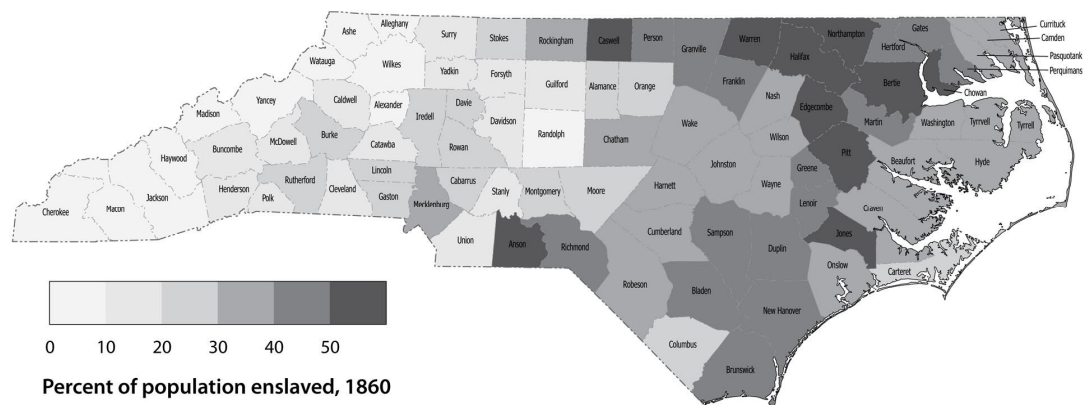 Ashe
Alleghany
Surry
Stokes
Rockingham
Caswell
Person
Granville
Warren
Halifax
Northampton
Hertford
Gates
Currituck
Camden
Pasquotank
Perquimans
Chowan
Bertie
Watauga
Wilkes
Yadkin
Forsyth
Guilford
Alamance
Orange
Franklin
Nash
Edgecombe
Martin
Washington
Tyrrvell
Tyrrell
Madison
Yancey
Caldwell
Alexander
Iredell
Davie
Davidson
Randolph
Chatham
Wake
Wilson
Pitt
Beaufort
Hyde
Haywood
Buncombe
McDowell
Burke
Catawba
Rowan
Johnston
Greene
Wayne
Lenoir
Craven
Cherokee
Macon
Jackson
Henderson
Polk
Rutherford
Cleveland
Lincoln
Gaston
Mecklenburg
Cabarrus
Stanly
Montgomery
Moore
Harnett
Cumberland
Sampson
Duplin
Jones
Onslow
Carteret
Union
Anson
Richmond
Robeson
Bladen
New Hanover
Columbus
Brunswick
0 10 20 30 40 50
Percent of population enslaved, 1860